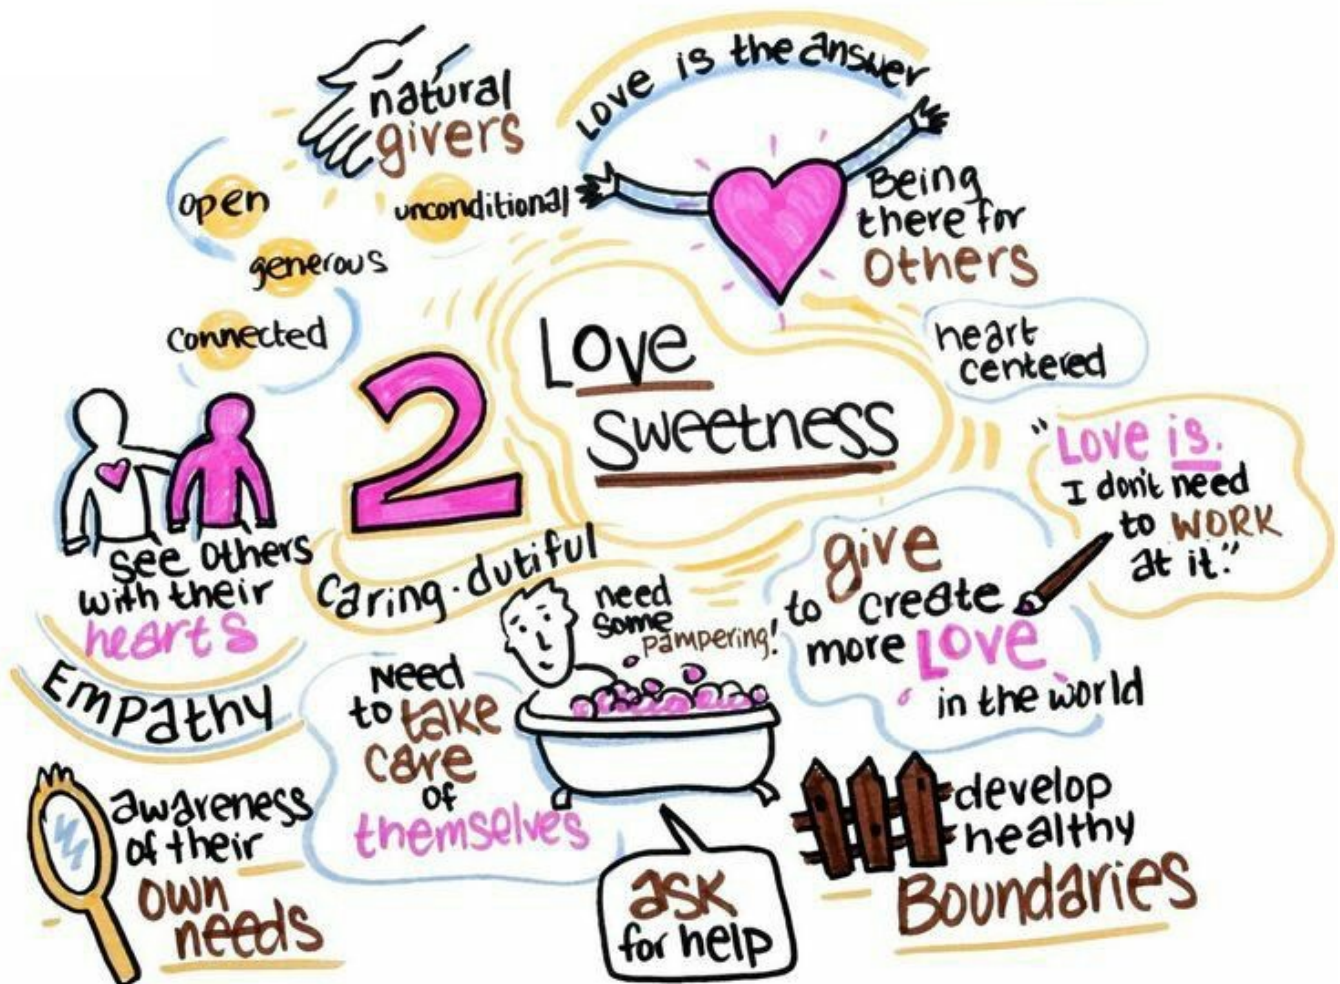 natural
givers
Love is the answer
open
unconditional
generous
connected
Being
there for
others
heart
centered
2
Love
Sweetness
"Love is.
I don't need
to WORK
at it."
see others
with their
hearts
Empathy
caring · dutiful
need
some
pampering!
give
to create
more Love
in the world
Need
to take
care
of
themselves
awareness
of their
own
needs
ask
for help
develop
healthy
Boundaries